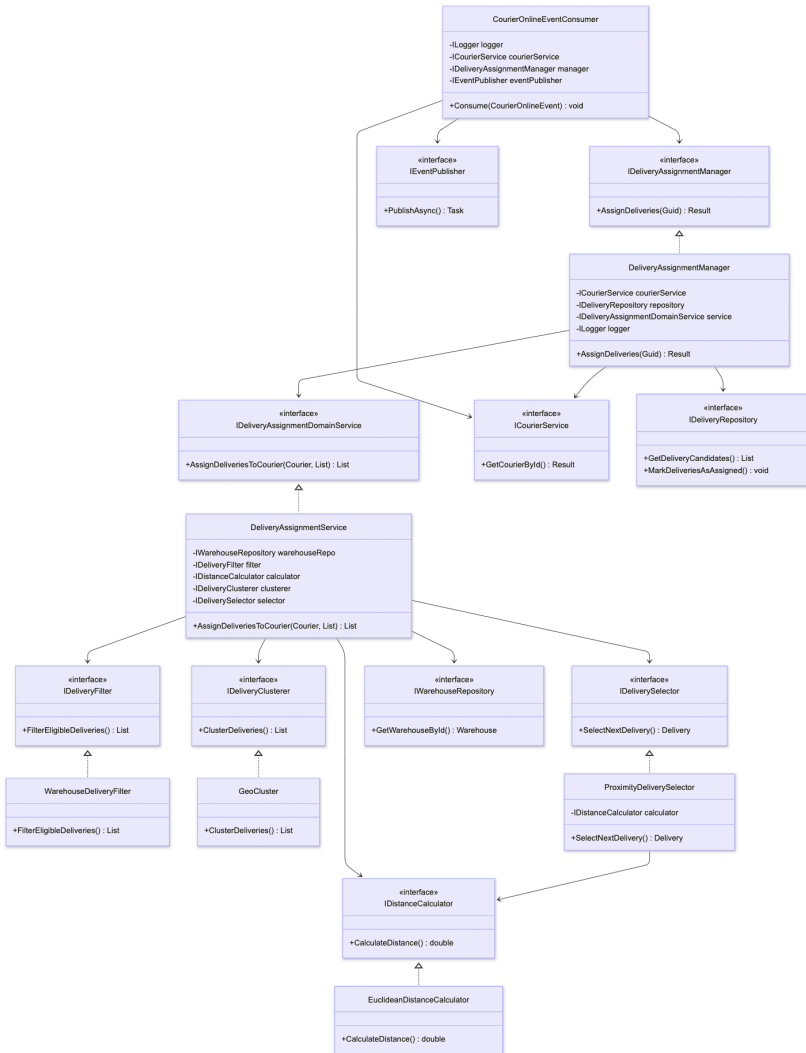 CourierOnlineEventConsumer
-ILogger logger
-ICourierService courierService
-IDeliveryAssignmentManager manager
-IEventPublisher eventPublisher
+Consume(CourierOnlineEvent) : void
«interface»
IEventPublisher
+PublishAsync() : Task
«interface»
IDeliveryAssignmentManager
+AssignDeliveries(Guid) : Result
DeliveryAssignmentManager
-ICourierService courierService
-IDeliveryRepository repository
-IDeliveryAssignmentDomainService service
-ILogger logger
+AssignDeliveries(Guid) : Result
«interface»
IDeliveryAssignmentDomainService
+AssignDeliveriesToCourier(Courier, List) : List
«interface»
ICourierService
+GetCourierById() : Result
«interface»
IDeliveryRepository
+GetDeliveryCandidates() : List
+MarkDeliveriesAsAssigned() : void
DeliveryAssignmentService
-IWarehouseRepository warehouseRepo
-IDeliveryFilter filter
-IDistanceCalculator calculator
-IDeliveryClusterer clusterer
-IDeliverySelector selector
+AssignDeliveriesToCourier(Courier, List) : List
«interface»
IDeliveryFilter
+FilterEligibleDeliveries() : List
«interface»
IDeliveryClusterer
+ClusterDeliveries() : List
«interface»
IWarehouseRepository
+GetWarehouseById() : Warehouse
«interface»
IDeliverySelector
+SelectNextDelivery() : Delivery
WarehouseDeliveryFilter
+FilterEligibleDeliveries() : List
GeoCluster
+ClusterDeliveries() : List
ProximityDeliverySelector
-IDistanceCalculator calculator
+SelectNextDelivery() : Delivery
«interface»
IDistanceCalculator
+CalculateDistance() : double
EuclideanDistanceCalculator
+CalculateDistance() : double